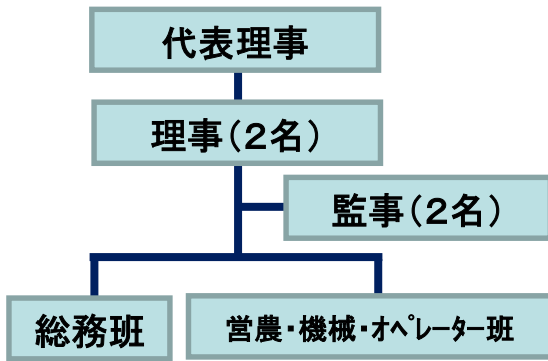 代表理事
理事（２名）
監事（２名）
総務班
営農・機械・ｵﾍﾟﾚｰﾀｰ班